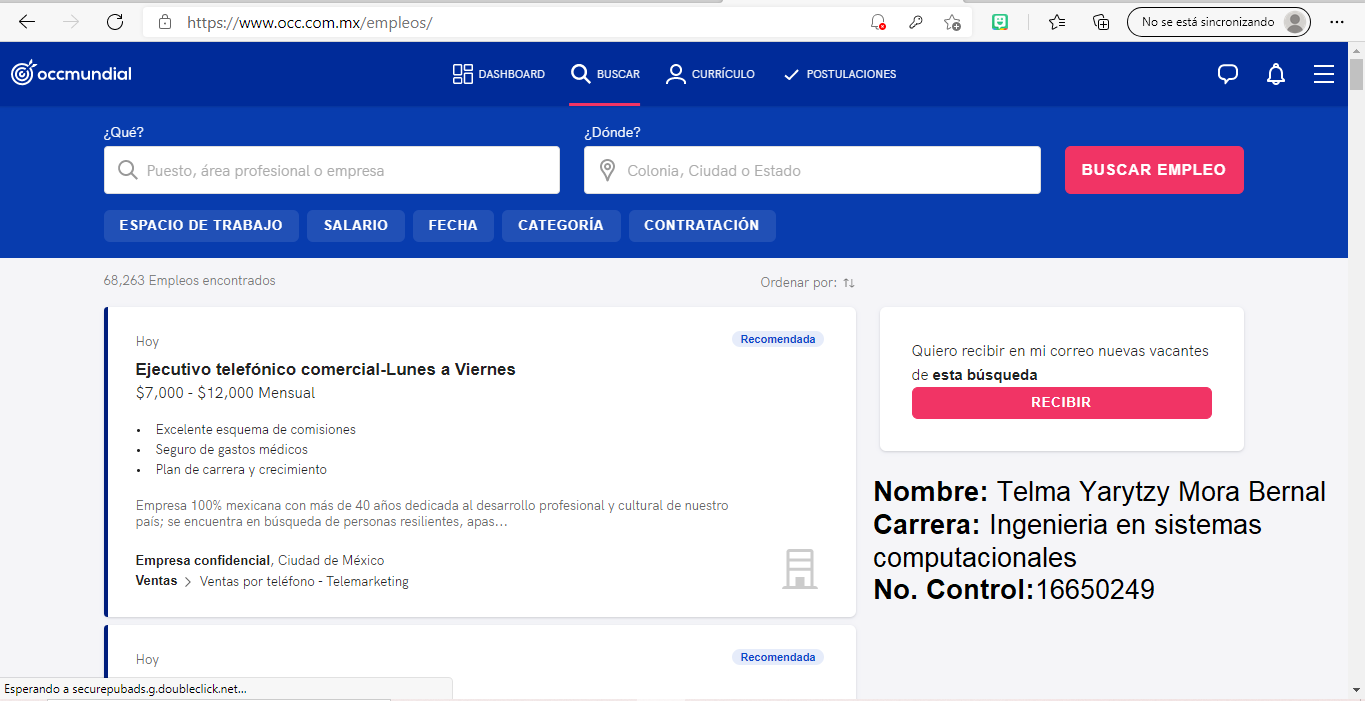 https://www.occ.com.mx/empleos/
No se está sincronizando
occmundial
DASHBOARD
BUSCAR
CURRÍCULO
POSTULACIONES
¿Qué?
¿Dónde?
Puesto, área profesional o empresa
Colonia, Ciudad o Estado
BUSCAR EMPLEO
ESPACIO DE TRABAJO
SALARIO
FECHA
CATEGORÍA
CONTRATACIÓN
68,263 Empleos encontrados
Ordenar por:
Hoy
Recomendada
Ejecutivo telefónico comercial-Lunes a Viernes
$7,000 - $12,000 Mensual
• Excelente esquema de comisiones
• Seguro de gastos médicos
• Plan de carrera y crecimiento
Empresa 100% mexicana con más de 40 años dedicada al desarrollo profesional y cultural de nuestro
país; se encuentra en búsqueda de personas resilientes, apas...
Empresa confidencial, Ciudad de México
Ventas > Ventas por teléfono - Telemarketing
Quiero recibir en mi correo nuevas vacantes
de esta búsqueda
RECIBIR
Nombre: Telma Yarytzy Mora Bernal
Carrera: Ingenieria en sistemas
computacionales
No. Control:16650249
Hoy
Recomendada
Esperando a securepubads.g.doubleclick.net...